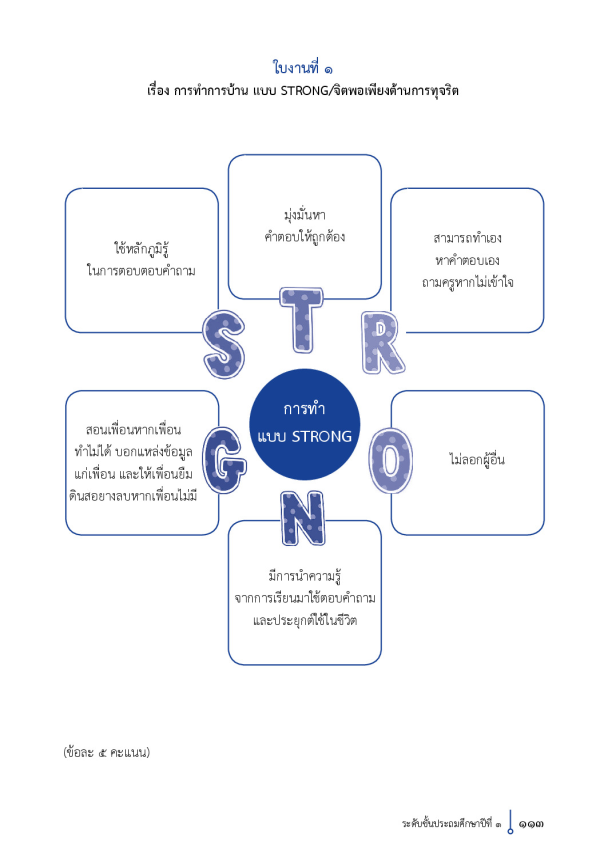 ใบงานที่ ๑
เรื่อง การทำการบ้าน แบบ STRONG/จิตพอเพียงต้านการทุจริต
ใช้หลักภูมิรู้
ในการตอบตอบคำถาม
มุ่งมั่นหา
คำตอบให้ถูกต้อง
สามารถทำเอง
หาคำตอบเอง
ถามครูหากไม่เข้าใจ
S
T
R
สอนเพื่อนหากเพื่อน
ทำไม่ได้ บอกแหล่งข้อมูล
แก่เพื่อน และให้เพื่อนยืม
ดินสอยางลบหากเพื่อนไม่มี
G
การทำ
แบบ STRONG
O
ไม่ลอกผู้อื่น
N
มีการนำความรู้
จากการเรียนมาใช้ตอบคำถาม
และประยุกต์ใช้ในชีวิต
(ข้อละ ๕ คะแนน)
ระดับชั้นประถมศึกษาปีที่ ๑ ๑๑๓